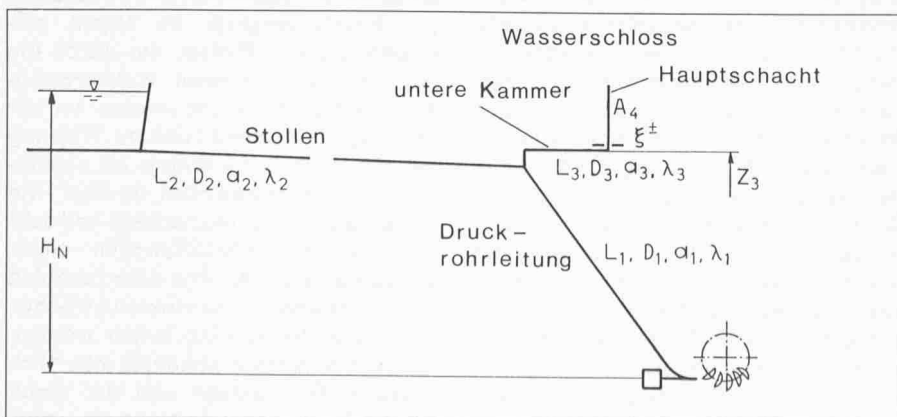 Wasserschloss
Hauptschacht
untere Kammer
A₄
ξ±
Stollen
L₂, D₂, a₂, λ₂
L₃, D₃, a₃, λ₃
Z₃
H_N
Druck–
rohrleitung
L₁, D₁, a₁, λ₁